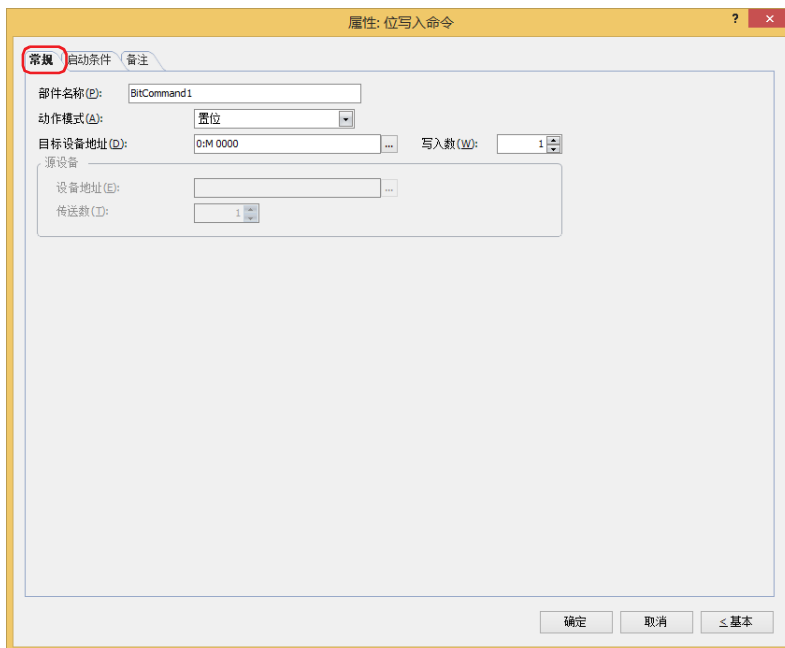 属性: 位写入命令 ? ×
常规 启动条件 备注
部件名称(P): BitCommand1
动作模式(A): 置位
目标设备地址(D): 0:M 0000 ... 写入数(W): 1
源设备
设备地址(E): ...
传送数(T): 1
确定 取消 ≤基本